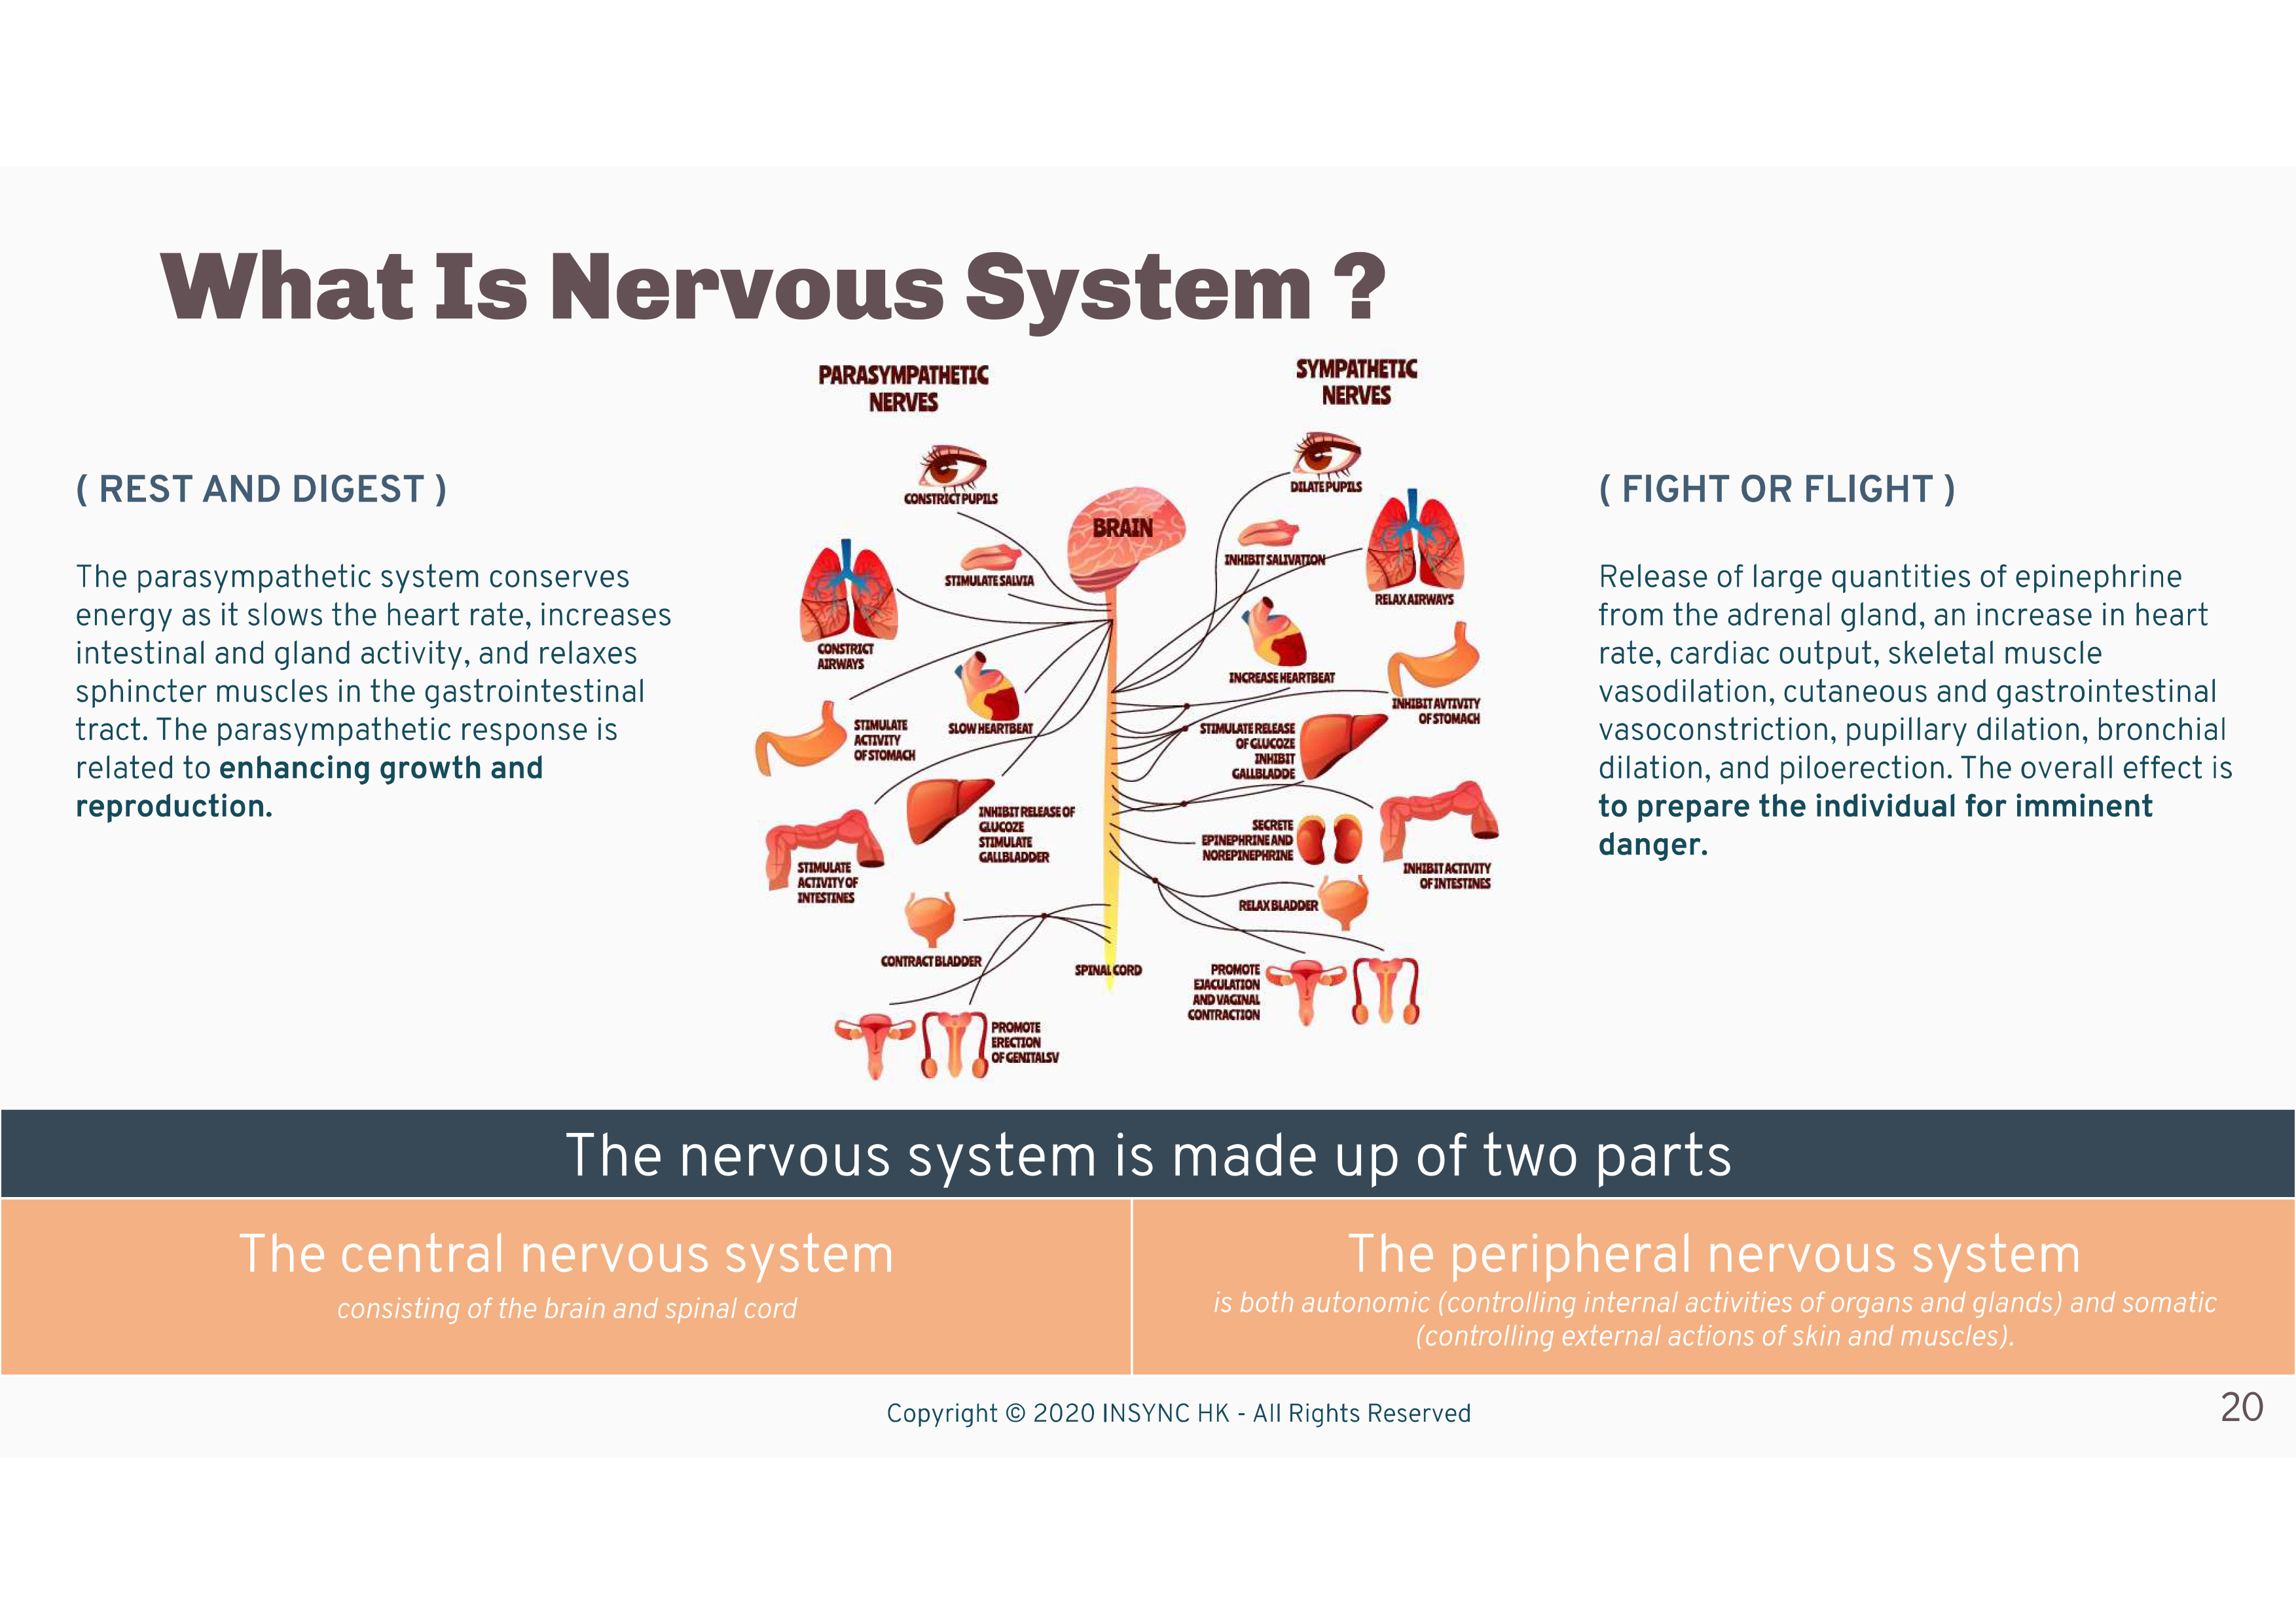 What Is Nervous System ?
PARASYMPATHETIC
NERVES
SYMPATHETIC
NERVES
( REST AND DIGEST )
The parasympathetic system conserves
energy as it slows the heart rate, increases
intestinal and gland activity, and relaxes
sphincter muscles in the gastrointestinal
tract. The parasympathetic response is
related to enhancing growth and
reproduction.
CONSTRICT PUPILS
STIMULATE SALVIA
CONSTRICT
AIRWAYS
SLOW HEARTBEAT
STIMULATE
ACTIVITY
OF STOMACH
INHIBIT RELEASE OF
GLUCOZE
STIMULATE
GALLBLADDER
STIMULATE
ACTIVITY OF
INTESTINES
CONTRACT BLADDER
PROMOTE
ERECTION
OF GENITALSV
BRAIN
SPINAL CORD
DILATE PUPILS
INHIBIT SALIVATION
RELAX AIRWAYS
INCREASE HEARTBEAT
INHIBIT AVTIVITY
OF STOMACH
STIMULATE RELEASE
OF GLUCOZE
INHIBIT
GALLBLADDE
SECRETE
EPINEPHRINE AND
NOREPINEPHRINE
INHIBIT ACTIVITY
OF INTESTINES
RELAX BLADDER
PROMOTE
EJACULATION
AND VAGINAL
CONTRACTION
( FIGHT OR FLIGHT )
Release of large quantities of epinephrine
from the adrenal gland, an increase in heart
rate, cardiac output, skeletal muscle
vasodilation, cutaneous and gastrointestinal
vasoconstriction, pupillary dilation, bronchial
dilation, and piloerection. The overall effect is
to prepare the individual for imminent
danger.
The nervous system is made up of two parts
The central nervous system
consisting of the brain and spinal cord
The peripheral nervous system
is both autonomic (controlling internal activities of organs and glands) and somatic
(controlling external actions of skin and muscles).
Copyright © 2020 INSYNC HK - All Rights Reserved
20